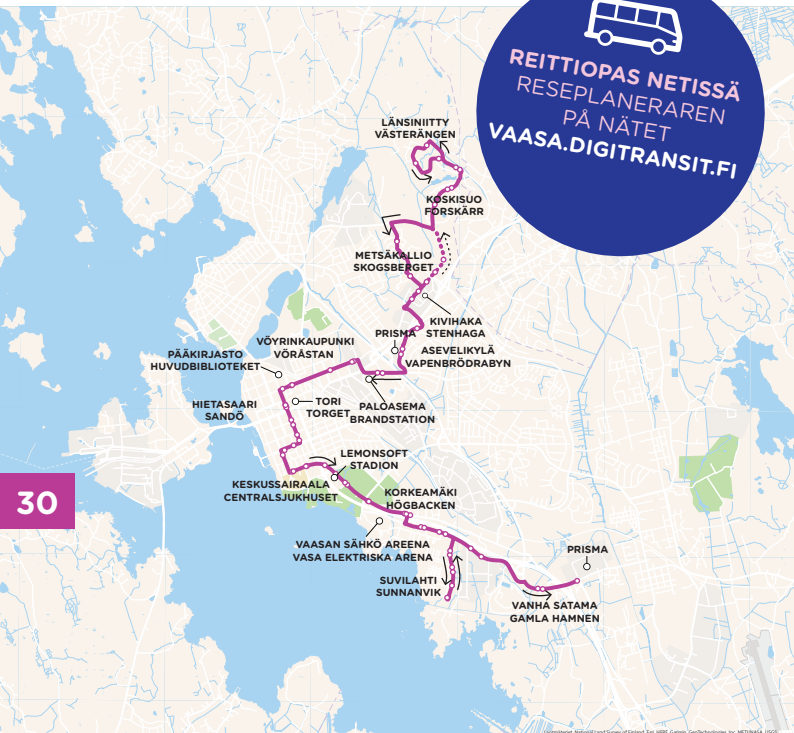 REITTIOPAS NETISSÄ
RESEPLANERAREN
PÅ NÄTET
VAASA.DIGITRANSIT.FI
LÄNSINIITTY
VÄSTERÄNGEN
KOSKISUO
FORSKÄRR
METSÄKALLIO
SKOGSBERGET
KIVIHAKA
STENHAGA
PRISMA
ASEVELIKYLÄ
VAPENBRÖDRABYN
VÖYRINKAUPUNKI
VÖRÅSTAN
PÄÄKIRJASTO
HUVUDBIBLIOTEKET
HIETASAARI
SANDÖ
TORI
TORGET
PALOASEMA
BRANDSTATION
LEMONSOFT
STADION
KESKUSSAIRAALA
CENTRALSJUKHUSET
KORKEAMÄKI
HÖGBACKEN
30
VAASAN SÄHKÖ AREENA
VASA ELEKTRISKA ARENA
PRISMA
SUVILAHTI
SUNNANVIK
VANHA SATAMA
GAMLA HAMNEN